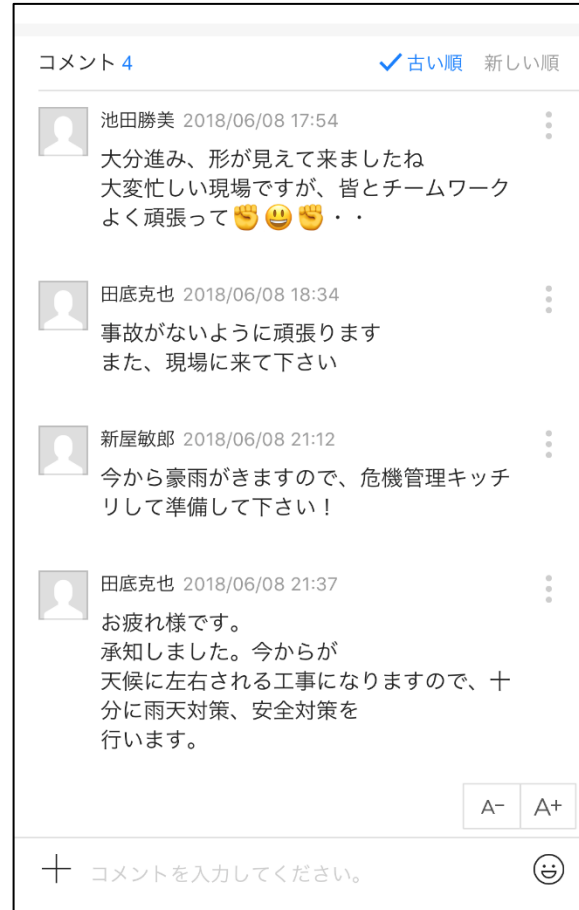 コメント 4 ✓古い順 新しい順
池田勝美 2018/06/08 17:54
大分進み、形が見えて来ましたね
大変忙しい現場ですが、皆とチームワーク
よく頑張って✊😃✊・・
田底克也 2018/06/08 18:34
事故がないように頑張ります
また、現場に来て下さい
新屋敏郎 2018/06/08 21:12
今から豪雨がきますので、危機管理キッチ
リして準備して下さい！
田底克也 2018/06/08 21:37
お疲れ様です。
承知しました。今からが
天候に左右される工事になりますので、十
分に雨天対策、安全対策を
行います。
A− A+
コメントを入力してください。